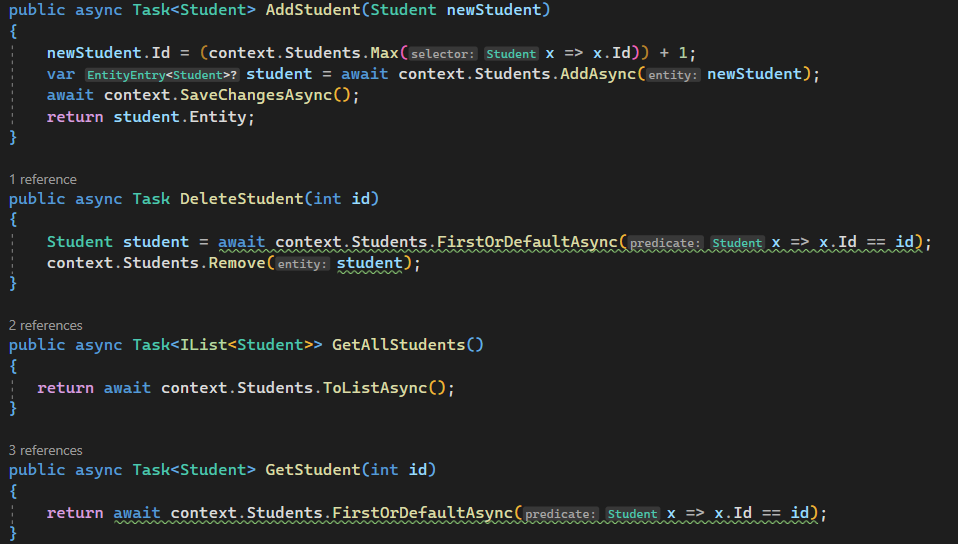 public async Task<Student> AddStudent(Student newStudent)
{
newStudent.Id = (context.Students.Max(selector: Student x => x.Id)) + 1;
var EntityEntry<Student>? student = await context.Students.AddAsync(entity: newStudent);
await context.SaveChangesAsync();
return student.Entity;
}
1 reference
public async Task DeleteStudent(int id)
{
Student student = await context.Students.FirstOrDefaultAsync(predicate: Student x => x.Id == id);
context.Students.Remove(entity: student);
}
2 references
public async Task<IList<Student>> GetAllStudents()
{
return await context.Students.ToListAsync();
}
3 references
public async Task<Student> GetStudent(int id)
{
return await context.Students.FirstOrDefaultAsync(predicate: Student x => x.Id == id);
}